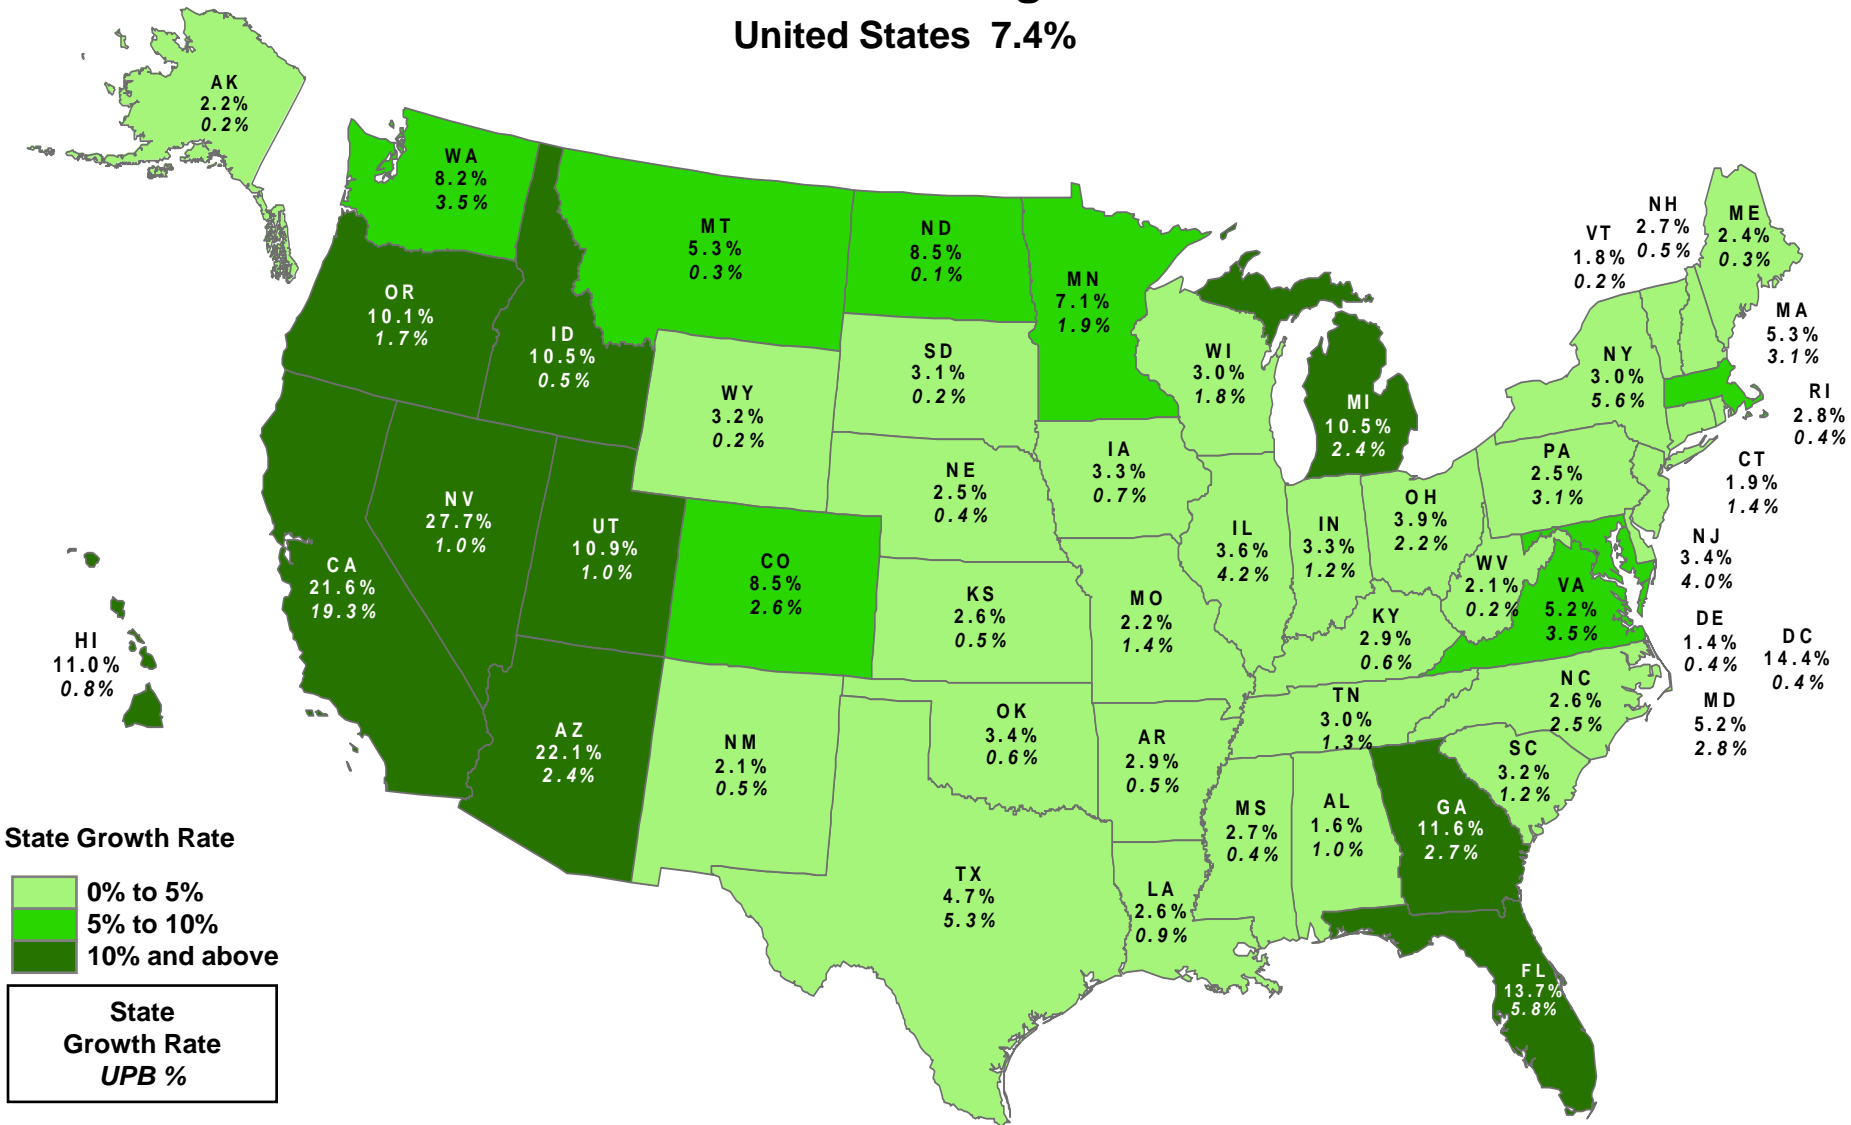 United States 7.4%
AK
2.2%
0.2%
WA
8.2%
3.5%
MT
5.3%
0.3%
ND
8.5%
0.1%
MN
7.1%
1.9%
NH
2.7%
0.5%
ME
2.4%
0.3%
VT
1.8%
0.2%
OR
10.1%
1.7%
ID
10.5%
0.5%
SD
3.1%
0.2%
WI
3.0%
1.8%
MA
5.3%
3.1%
NY
3.0%
5.6%
WY
3.2%
0.2%
MI
10.5%
2.4%
RI
2.8%
0.4%
IA
3.3%
0.7%
PA
2.5%
3.1%
CT
1.9%
1.4%
NE
2.5%
0.4%
NV
27.7%
1.0%
UT
10.9%
1.0%
IL
3.6%
4.2%
IN
3.3%
1.2%
OH
3.9%
2.2%
NJ
3.4%
4.0%
CA
21.6%
19.3%
CO
8.5%
2.6%
WV
2.1%
0.2%
VA
5.2%
3.5%
KS
2.6%
0.5%
MO
2.2%
1.4%
KY
2.9%
0.6%
DE
1.4%
0.4%
DC
14.4%
0.4%
HI
11.0%
0.8%
NC
2.6%
2.5%
MD
5.2%
2.8%
TN
3.0%
1.3%
AZ
22.1%
2.4%
NM
2.1%
0.5%
OK
3.4%
0.6%
AR
2.9%
0.5%
SC
3.2%
1.2%
MS
2.7%
0.4%
AL
1.6%
1.0%
GA
11.6%
2.7%
TX
4.7%
5.3%
LA
2.6%
0.9%
FL
13.7%
5.8%
State Growth Rate
0% to 5%
5% to 10%
10% and above
State
Growth Rate
UPB %